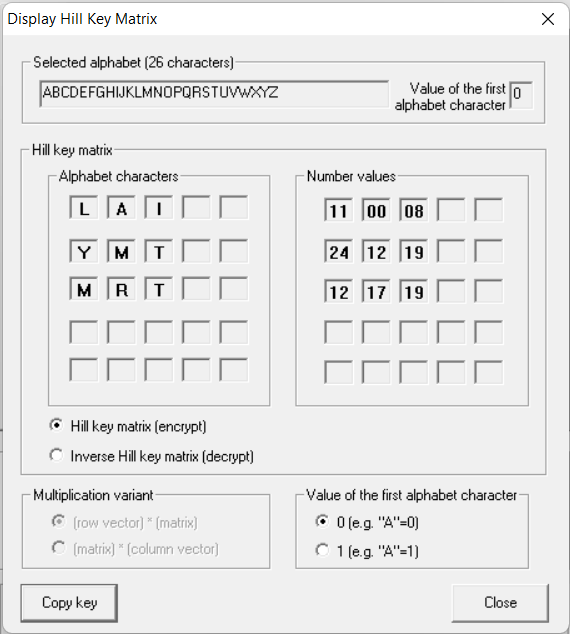 Display Hill Key Matrix
Selected alphabet (26 characters)
ABCDEFGHIJKLMNOPQRSTUVWXYZ
Value of the first
alphabet character
0
Hill key matrix
Alphabet characters
L A I
Y M T
M R T
Number values
11 00 08
24 12 19
12 17 19
Hill key matrix (encrypt)
Inverse Hill key matrix (decrypt)
Multiplication variant
(row vector) * (matrix)
(matrix) * (column vector)
Value of the first alphabet character
0 (e.g. "A"=0)
1 (e.g. "A"=1)
Copy key
Close